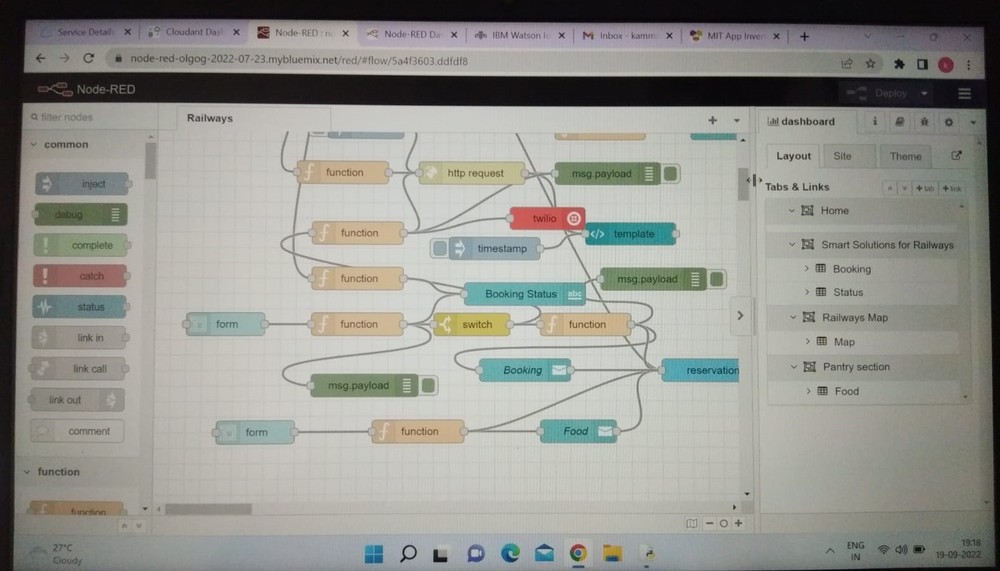 Service Details Cloudant Das Node-RED : n Node-RED Da IBM Watson Io Inbox - kamm MIT App Inven
node-red-olgog-2022-07-23.mybluemix.net/red/#flow/5a4f3603.ddfdf8
k
Node-RED
Deploy
filter nodes
Railways
dashboard
common
Layout Site Theme
function http request msg.payload
inject
Tabs & Links
tab link
Home
debug
twilio
function timestamp template
complete
Smart Solutions for Railways
Booking
catch
function Booking Status abc msg.payload
Status
status
form function switch function
Railways Map
link in
Map
link call
Booking reservation
Pantry section
msg.payload
Food
link out
comment
form function Food
function
function
27°C
Cloudy
ENG
IN
19:18
19-09-2022